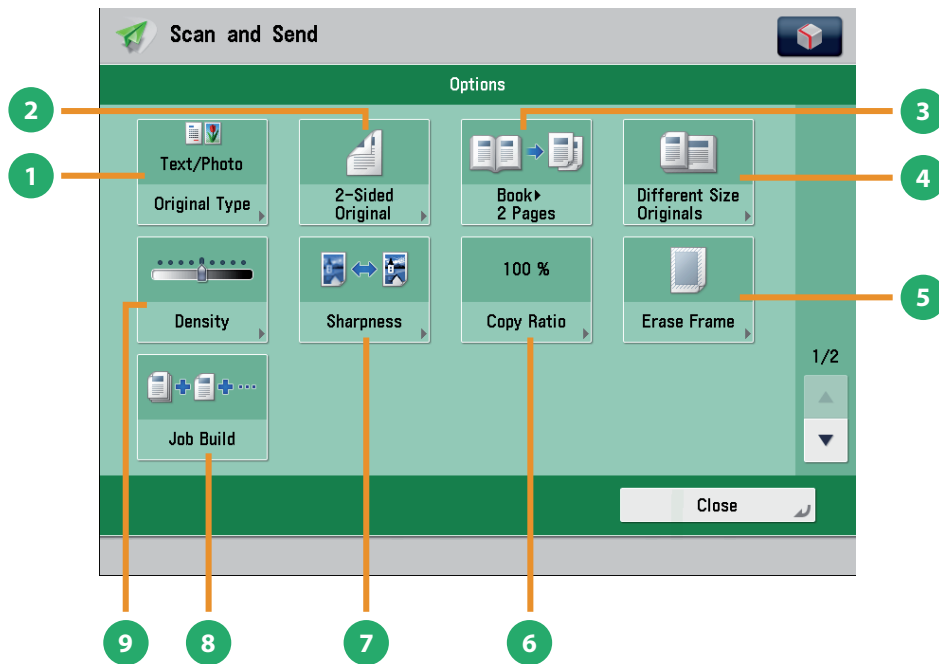 Scan and Send
Options
2
3
1
4
Text/Photo
Original Type
2-Sided
Original
Book▸
2 Pages
Different Size
Originals
5
Density
Sharpness
100 %
Copy Ratio
Erase Frame
1/2
Job Build
Close
9
8
7
6